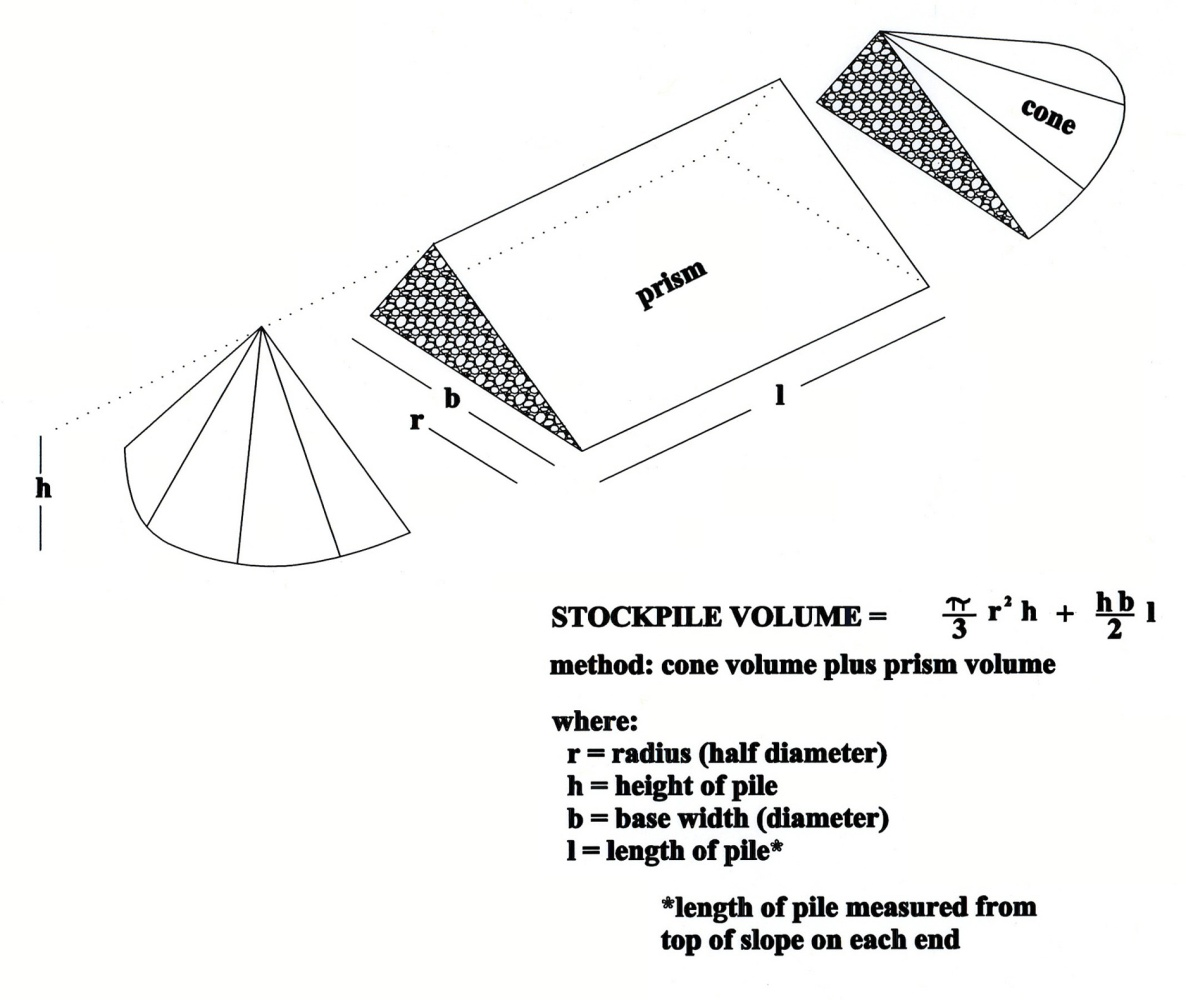 cone
prism
b
r
l
h
STOCKPILE VOLUME = π/3 r² h + hb/2 l
method: cone volume plus prism volume
where:
r = radius (half diameter)
h = height of pile
b = base width (diameter)
l = length of pile*
*length of pile measured from
top of slope on each end